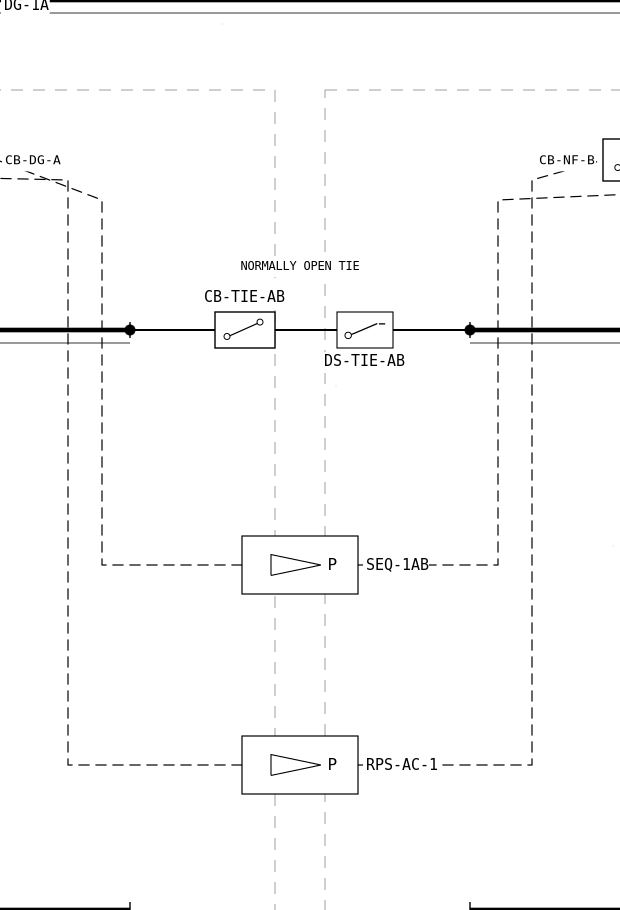 DG-1A
CB-DG-A
CB-NF-B
NORMALLY OPEN TIE
CB-TIE-AB
DS-TIE-AB
P
SEQ-1AB
P
RPS-AC-1